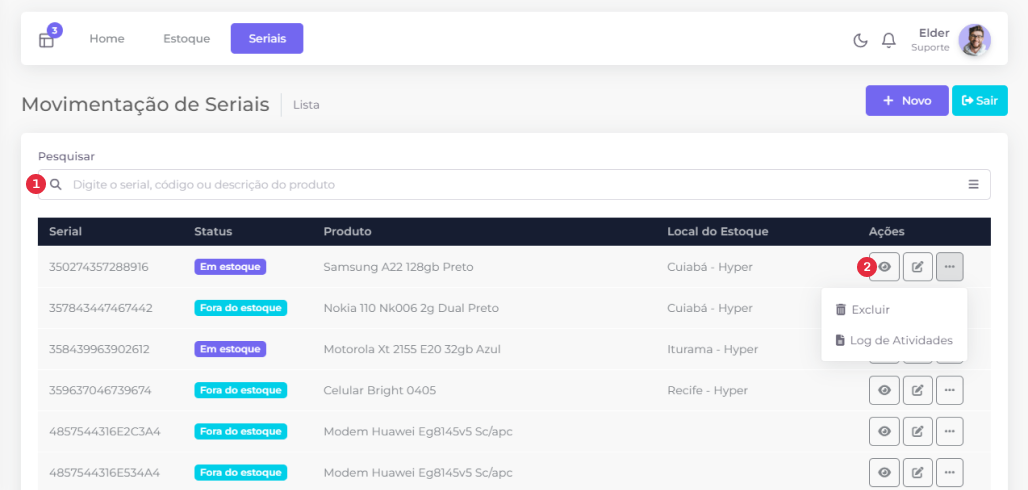 3
Home
Estoque
Seriais
Elder
Suporte
Movimentação de Seriais
Lista
+ Novo
Sair
Pesquisar
1
Digite o serial, código ou descrição do produto
Serial Status Produto Local do Estoque Ações
350274357288916 Em estoque Samsung A22 128gb Preto Cuiabá - Hyper 2
357843447467442 Fora do estoque Nokia 110 Nk006 2g Dual Preto Cuiabá - Hyper
Excluir
358439963902612 Em estoque Motorola Xt 2155 E20 32gb Azul Iturama - Hyper
Log de Atividades
359637046739674 Fora do estoque Celular Bright 0405 Recife - Hyper
4857544316E2C3A4 Fora do estoque Modem Huawei Eg8145v5 Sc/apc
4857544316E534A4 Fora do estoque Modem Huawei Eg8145v5 Sc/apc